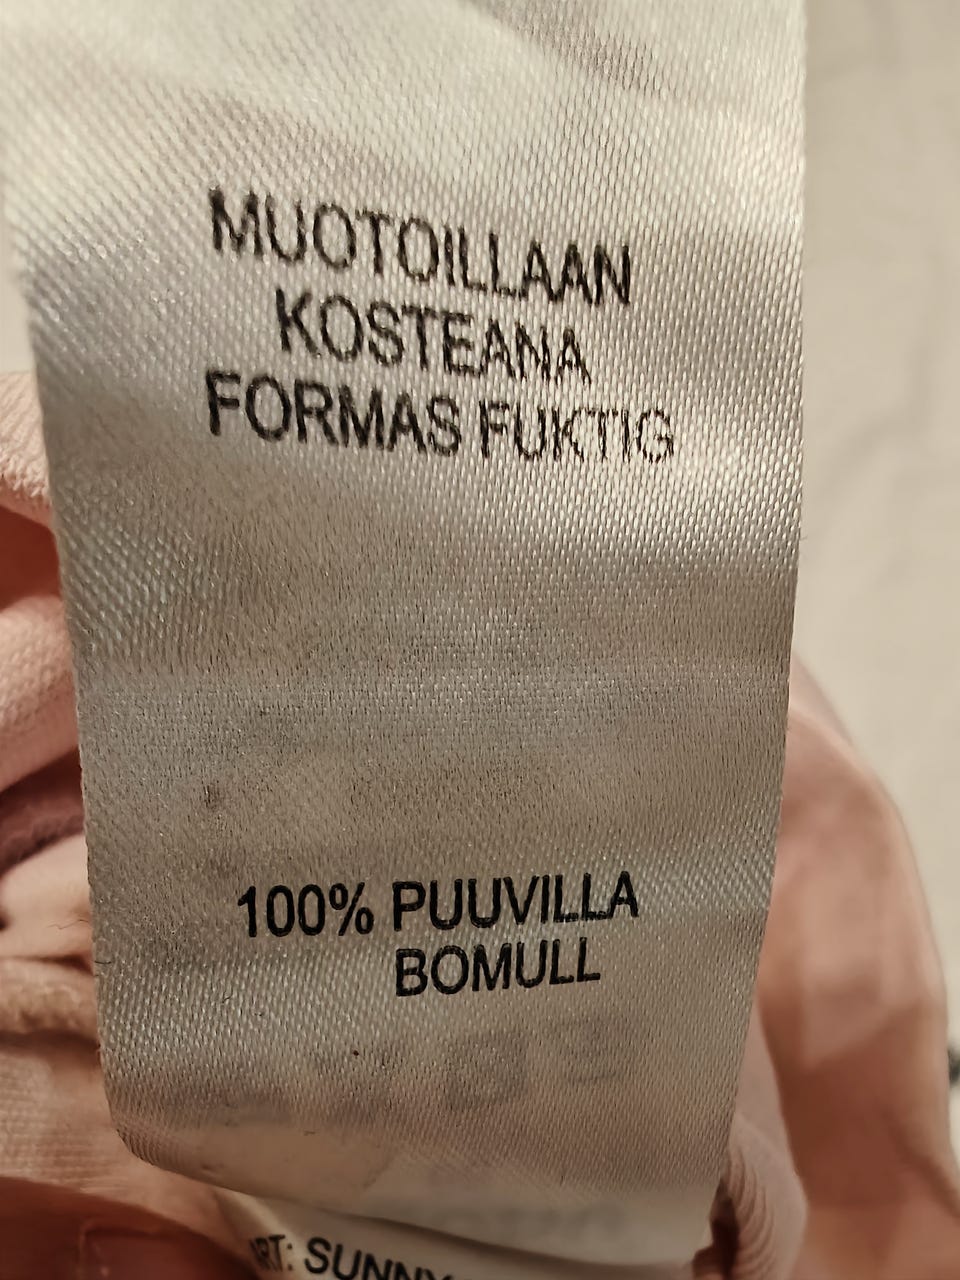 MUOTOILLAAN
KOSTEANA
FORMAS FUKTIG
100% PUUVILLA
BOMULL